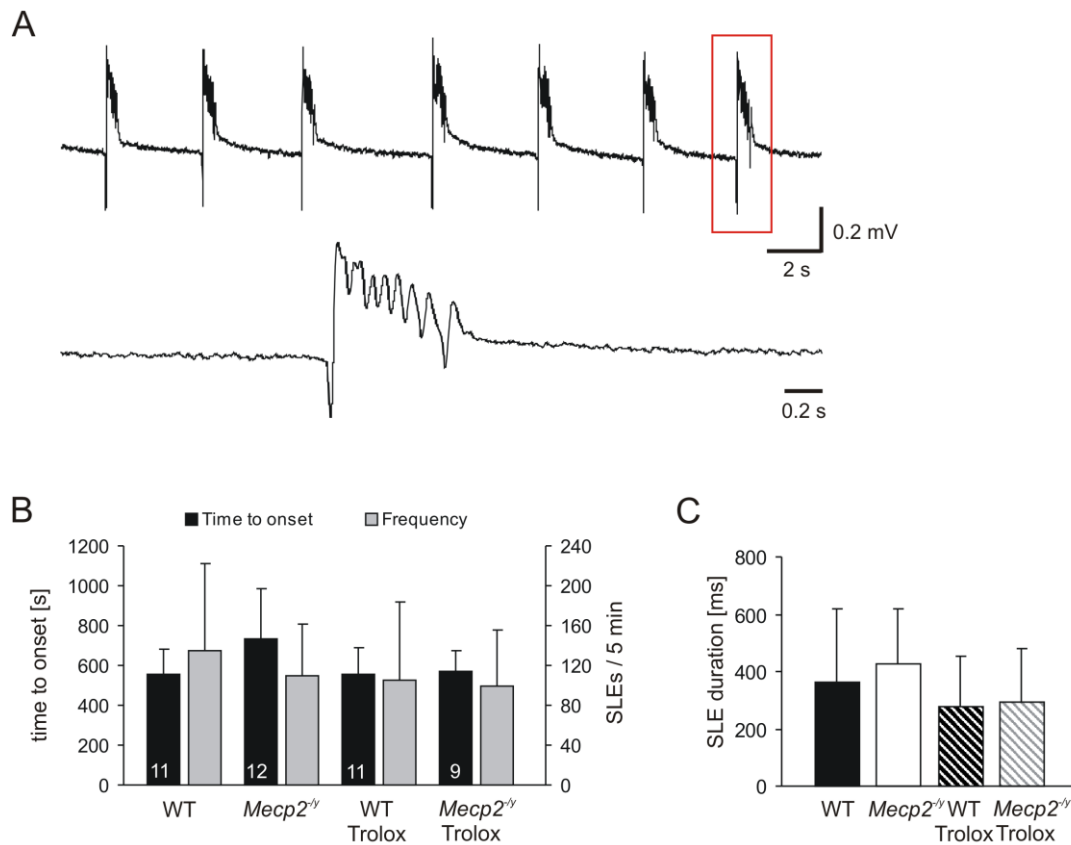 A
0.2 mV
2 s
0.2 s
B
Time to onset
Frequency
time to onset [s]
1200
1000
800
600
400
200
0
11
12
11
9
240
200
160
120
80
40
0
SLEs / 5 min
WT
Mecp2-/y
WT
Trolox
Mecp2-/y
Trolox
C
SLE duration [ms]
800
600
400
200
0
WT
Mecp2-/y
WT
Trolox
Mecp2-/y
Trolox